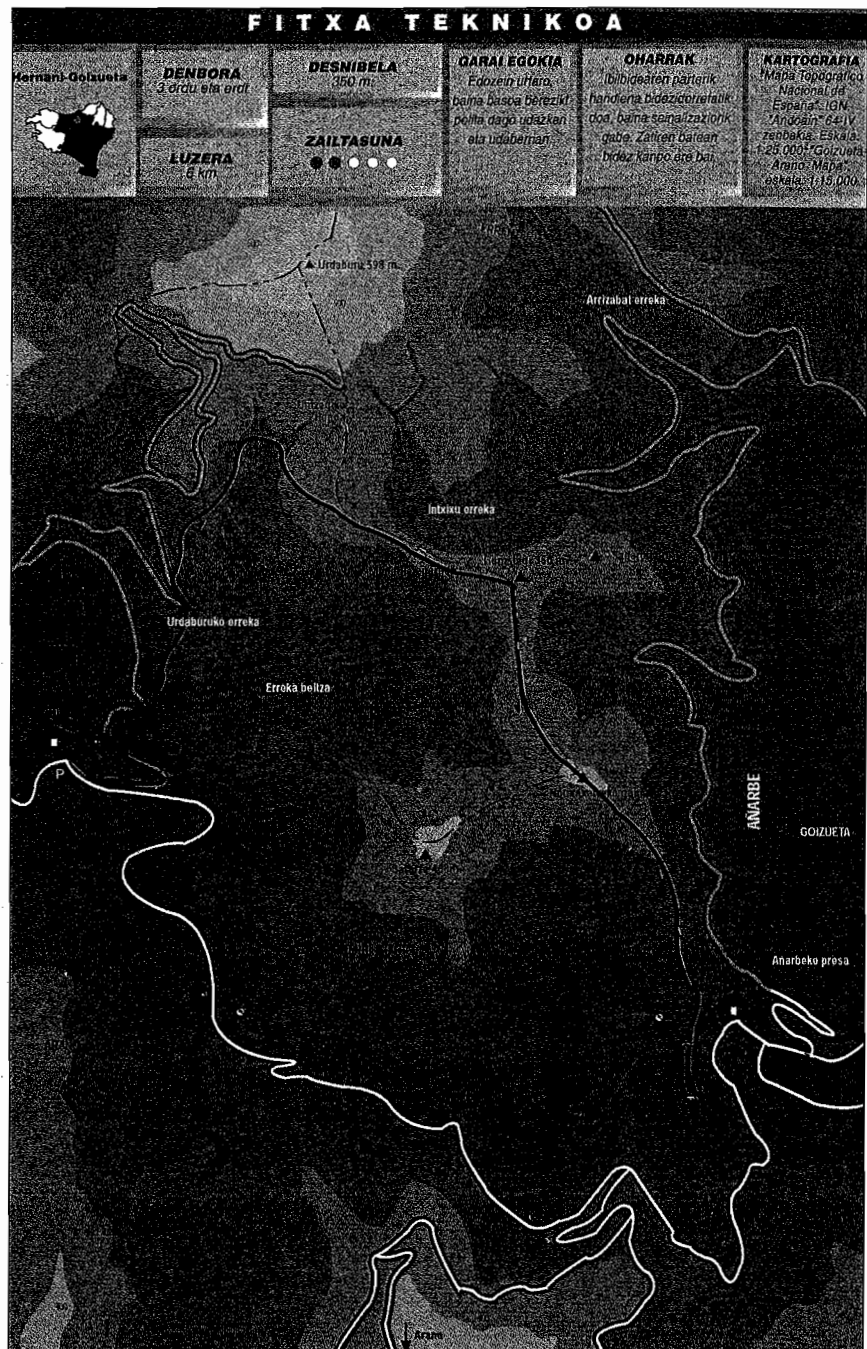 FITXA TEKNIKOA
Hernani-Goizueta
DENBORA
3 ordu eta erdi
LUZERA
6 km
DESNIBELA
350 m.
ZAILTASUNA
GARAI EGOKIA
Edozein urtaro,
baina basoa bereziki
polita dago udazkan
eta udaberrian.
OHARRAK
Ibilbidearen parterik
handiena bidezidorretatik
doa, baina seinalizaziorik
gabe. Zatiren batean
bidez kanpo ere bai.
KARTOGRAFIA
"Mapa Topográfico
Nacional de
España". IGN.
"Andoain" 64-IV
zenbakia. Eskala
1:25.000. "Goizueta
Arano. Mapa"
eskala: 1:15.000.
Urdaburu 598 m.
Arrizabal erreka
Intxixu erreka
Urdaburuko erreka
Erreka beltza
P
AÑARBE
GOIZUETA
Añarbeko presa
Arano